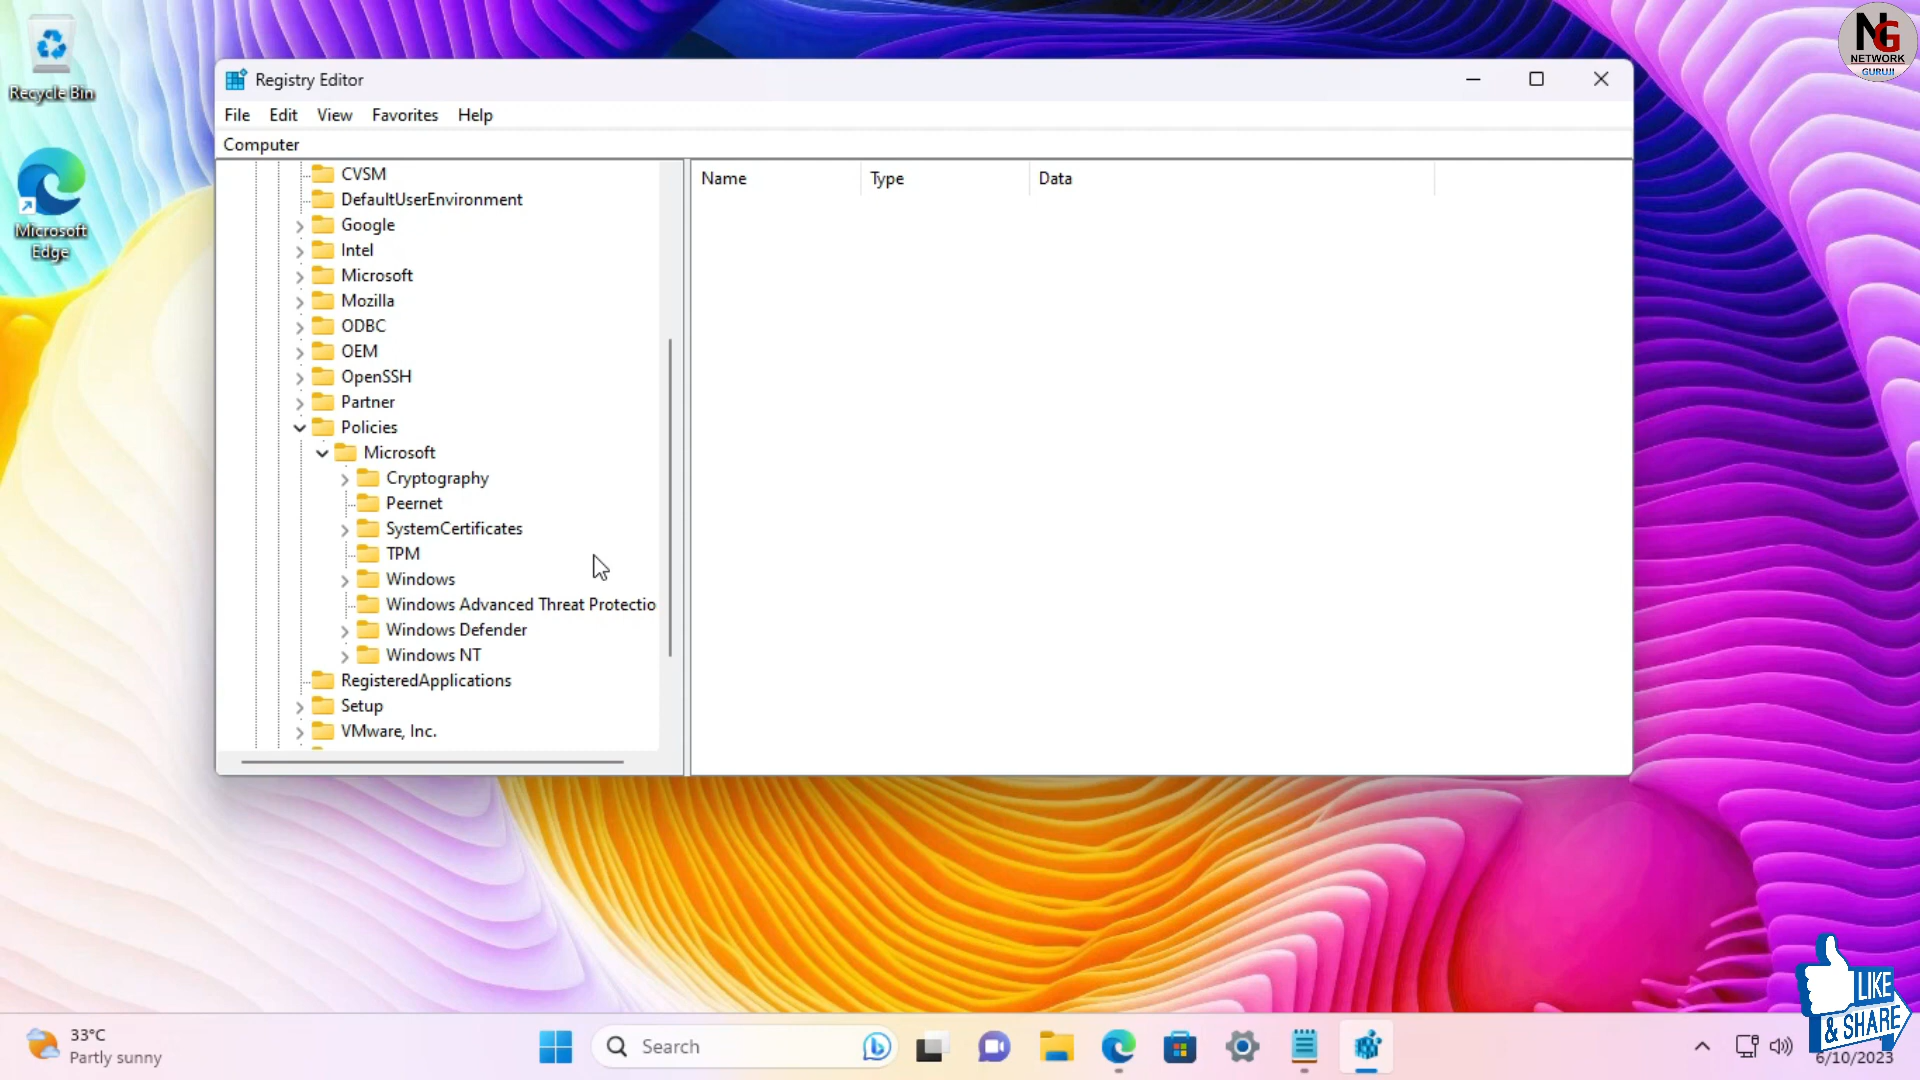 Recycle Bin
Microsoft
Edge
NG
NETWORK
GURUJI
Registry Editor
File Edit View Favorites Help
Computer
CVSM
DefaultUserEnvironment
Google
Intel
Microsoft
Mozilla
ODBC
OEM
OpenSSH
Partner
Policies
Microsoft
Cryptography
Peernet
SystemCertificates
TPM
Windows
Windows Advanced Threat Protectio
Windows Defender
Windows NT
RegisteredApplications
Setup
VMware, Inc.
Name Type Data
LIKE
& SHARE
33°C
Partly sunny
Search
6/10/2023